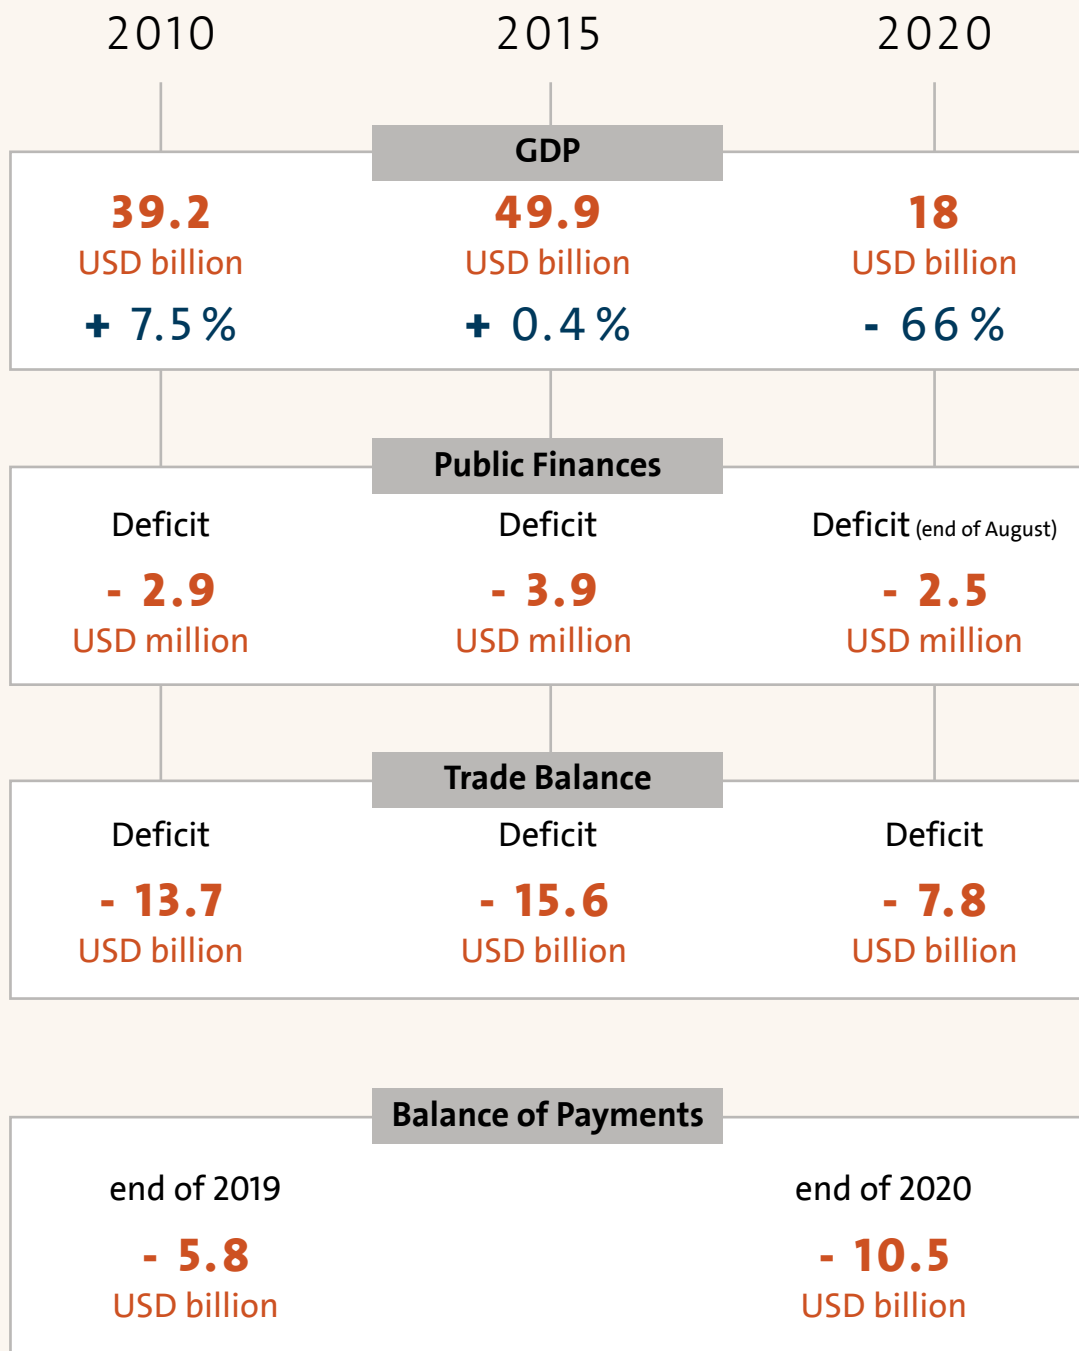 2010 2015 2020
GDP
39.2 49.9 18
USD billion USD billion USD billion
+ 7.5 % + 0.4 % - 66 %
Public Finances
Deficit Deficit Deficit (end of August)
- 2.9 - 3.9 - 2.5
USD million USD million USD million
Trade Balance
Deficit Deficit Deficit
- 13.7 - 15.6 - 7.8
USD billion USD billion USD billion
Balance of Payments
end of 2019 end of 2020
- 5.8 - 10.5
USD billion USD billion